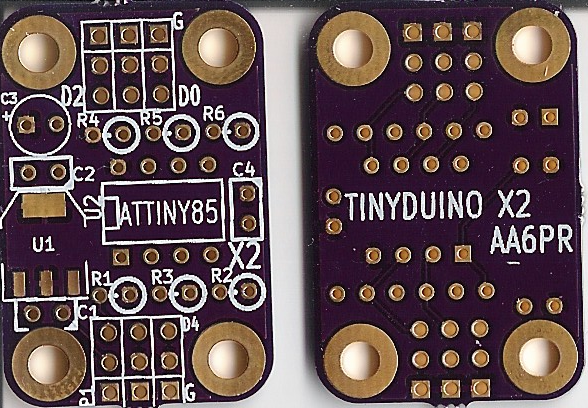 G
C3
+
D2
D0
R4
R5
R6
C2
C4
U2
ATTINY85
U1
X2
R1
R3
R2
C1
D4
P1
G
TINYDUINO X2
AA6PR